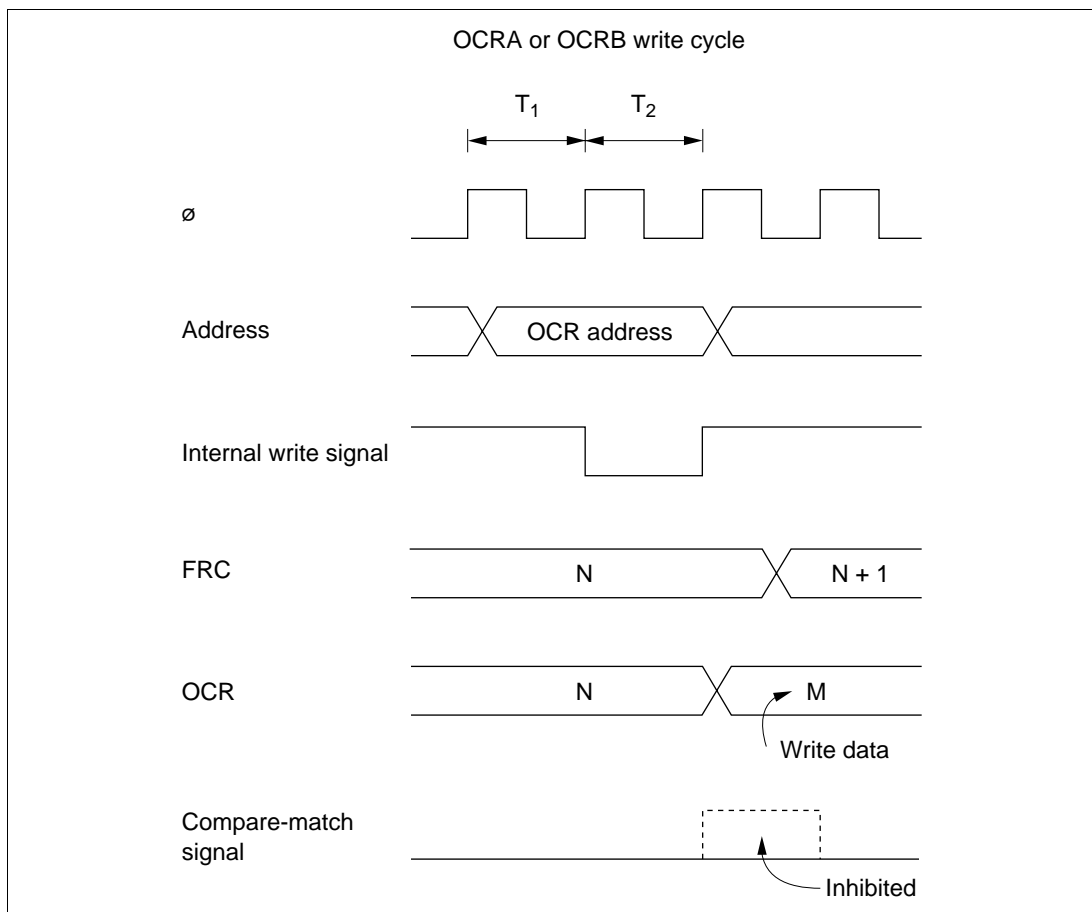 OCRA or OCRB write cycle
T1 T2
ø
Address OCR address
Internal write signal
FRC N N + 1
OCR N M
Write data
Compare-match
signal
Inhibited